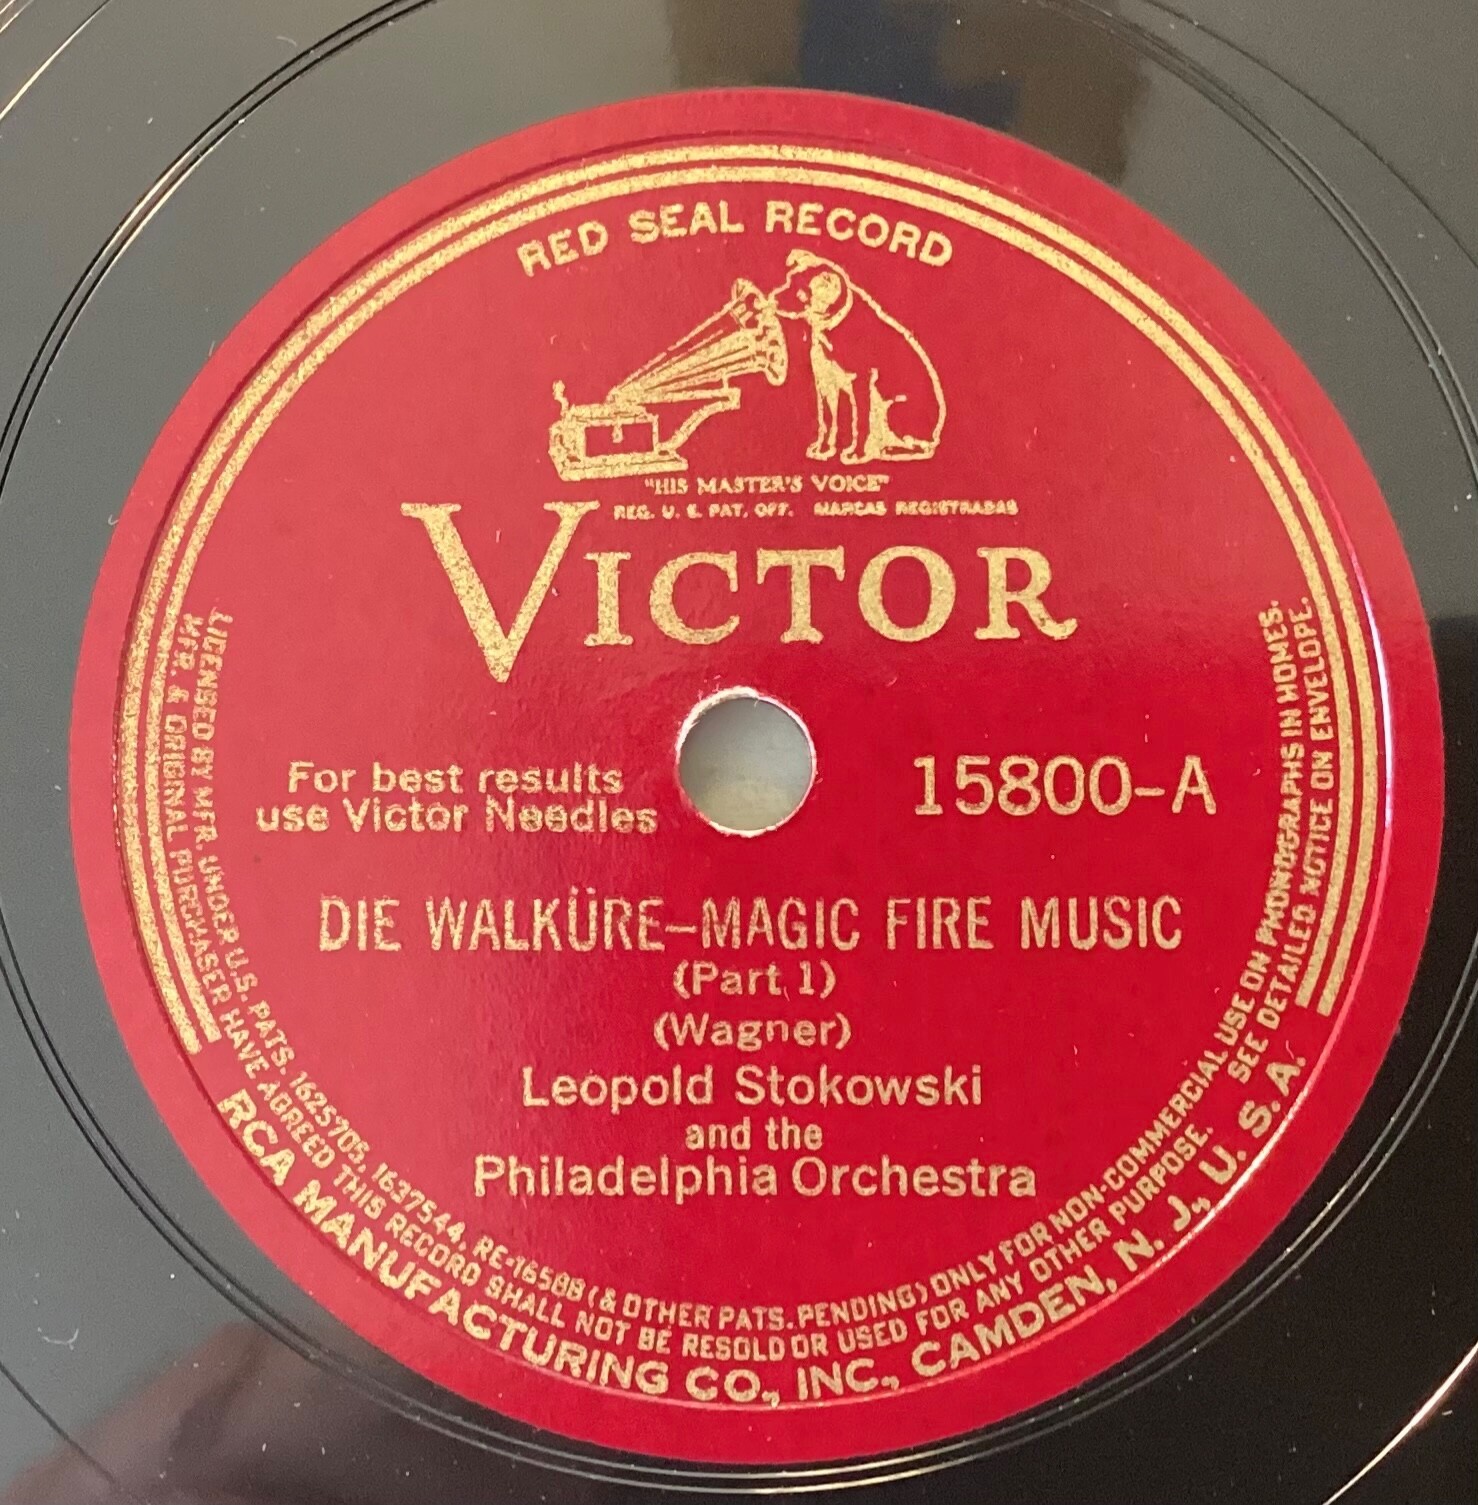 RED SEAL RECORD
"HIS MASTER'S VOICE"
REG. U. S. PAT. OFF. MARCAS REGISTRADAS
VICTOR
For best results
use Victor Needles
15800-A
DIE WALKÜRE–MAGIC FIRE MUSIC
(Part 1)
(Wagner)
Leopold Stokowski
and the
Philadelphia Orchestra
LICENSED BY MFR. UNDER U.S. PATS. 1625705, 1637544, RE-16588 (& OTHER PATS. PENDING) ONLY FOR NON-COMMERCIAL USE ON PHONOGRAPHS IN HOMES.
MFR. & ORIGINAL PURCHASER HAVE AGREED THIS RECORD SHALL NOT BE RESOLD OR USED FOR ANY OTHER PURPOSE. SEE DETAILED NOTICE ON ENVELOPE.
RCA MANUFACTURING CO., INC., CAMDEN, N. J., U. S. A.